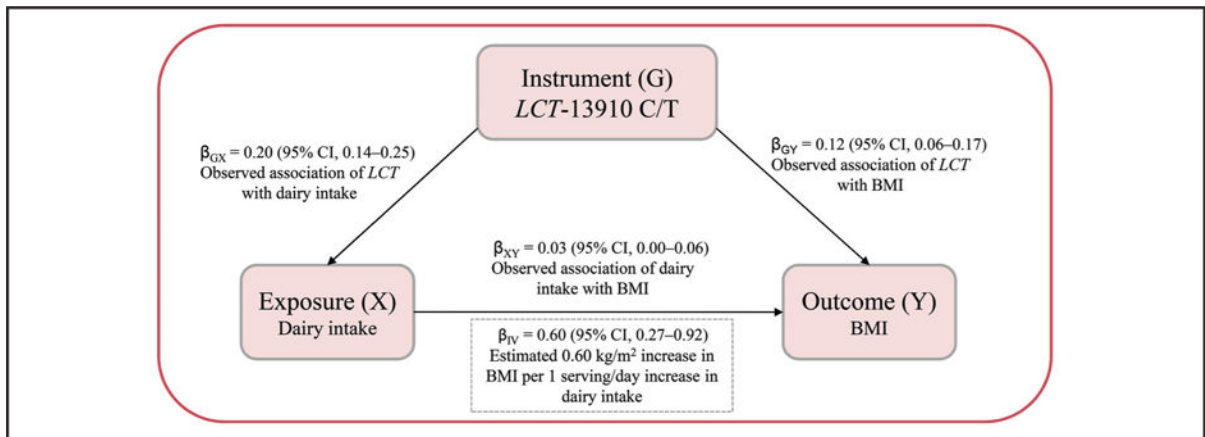 Instrument (G)
LCT-13910 C/T
βGX = 0.20 (95% CI, 0.14–0.25)
Observed association of LCT
with dairy intake
βGY = 0.12 (95% CI, 0.06–0.17)
Observed association of LCT
with BMI
βXY = 0.03 (95% CI, 0.00–0.06)
Observed association of dairy
intake with BMI
Exposure (X)
Dairy intake
Outcome (Y)
BMI
βIV = 0.60 (95% CI, 0.27–0.92)
Estimated 0.60 kg/m² increase in
BMI per 1 serving/day increase in
dairy intake